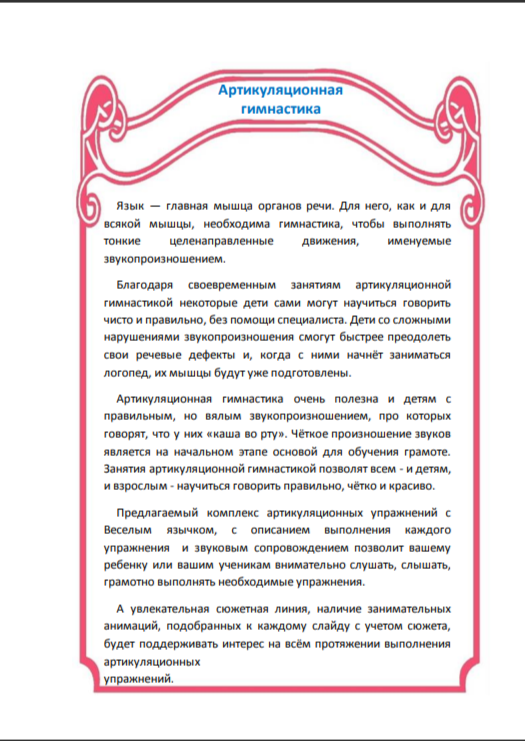 Артикуляционная
гимнастика
Язык — главная мышца органов речи. Для него, как и для
всякой мышцы, необходима гимнастика, чтобы выполнять
тонкие целенаправленные движения, именуемые
звукопроизношением.
Благодаря своевременным занятиям артикуляционной
гимнастикой некоторые дети сами могут научиться говорить
чисто и правильно, без помощи специалиста. Дети со сложными
нарушениями звукопроизношения смогут быстрее преодолеть
свои речевые дефекты и, когда с ними начнёт заниматься
логопед, их мышцы будут уже подготовлены.
Артикуляционная гимнастика очень полезна и детям с
правильным, но вялым звукопроизношением, про которых
говорят, что у них «каша во рту». Чёткое произношение звуков
является на начальном этапе основой для обучения грамоте.
Занятия артикуляционной гимнастикой позволят всем - и детям,
и взрослым - научиться говорить правильно, чётко и красиво.
Предлагаемый комплекс артикуляционных упражнений с
Веселым язычком, с описанием выполнения каждого
упражнения и звуковым сопровождением позволит вашему
ребенку или вашим ученикам внимательно слушать, слышать,
грамотно выполнять необходимые упражнения.
А увлекательная сюжетная линия, наличие занимательных
анимаций, подобранных к каждому слайду с учетом сюжета,
будет поддерживать интерес на всём протяжении выполнения
артикуляционных
упражнений.